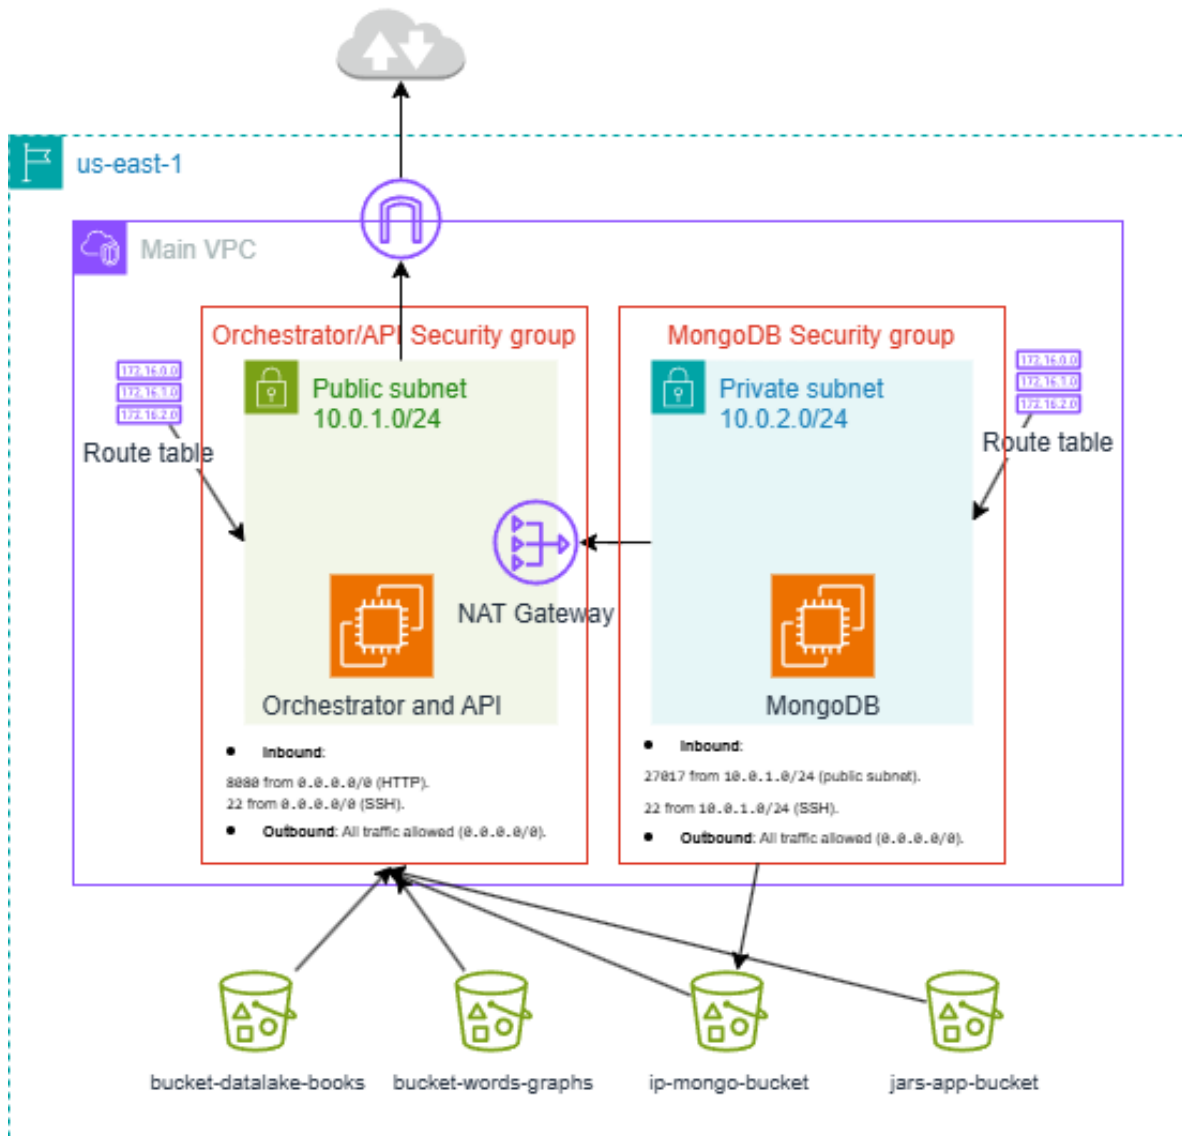 us-east-1
Main VPC
Orchestrator/API Security group
MongoDB Security group
172.16.0.0
172.16.1.0
172.16.2.0
Route table
Public subnet
10.0.1.0/24
Private subnet
10.0.2.0/24
172.16.0.0
172.16.1.0
172.16.2.0
Route table
NAT Gateway
Orchestrator and API
MongoDB
• Inbound:
8080 from 0.0.0.0/0 (HTTP).
22 from 0.0.0.0/0 (SSH).
• Outbound: All traffic allowed (0.0.0.0/0).
• Inbound:
27017 from 10.0.1.0/24 (public subnet).
22 from 10.0.1.0/24 (SSH).
• Outbound: All traffic allowed (0.0.0.0/0).
bucket-datalake-books
bucket-words-graphs
ip-mongo-bucket
jars-app-bucket